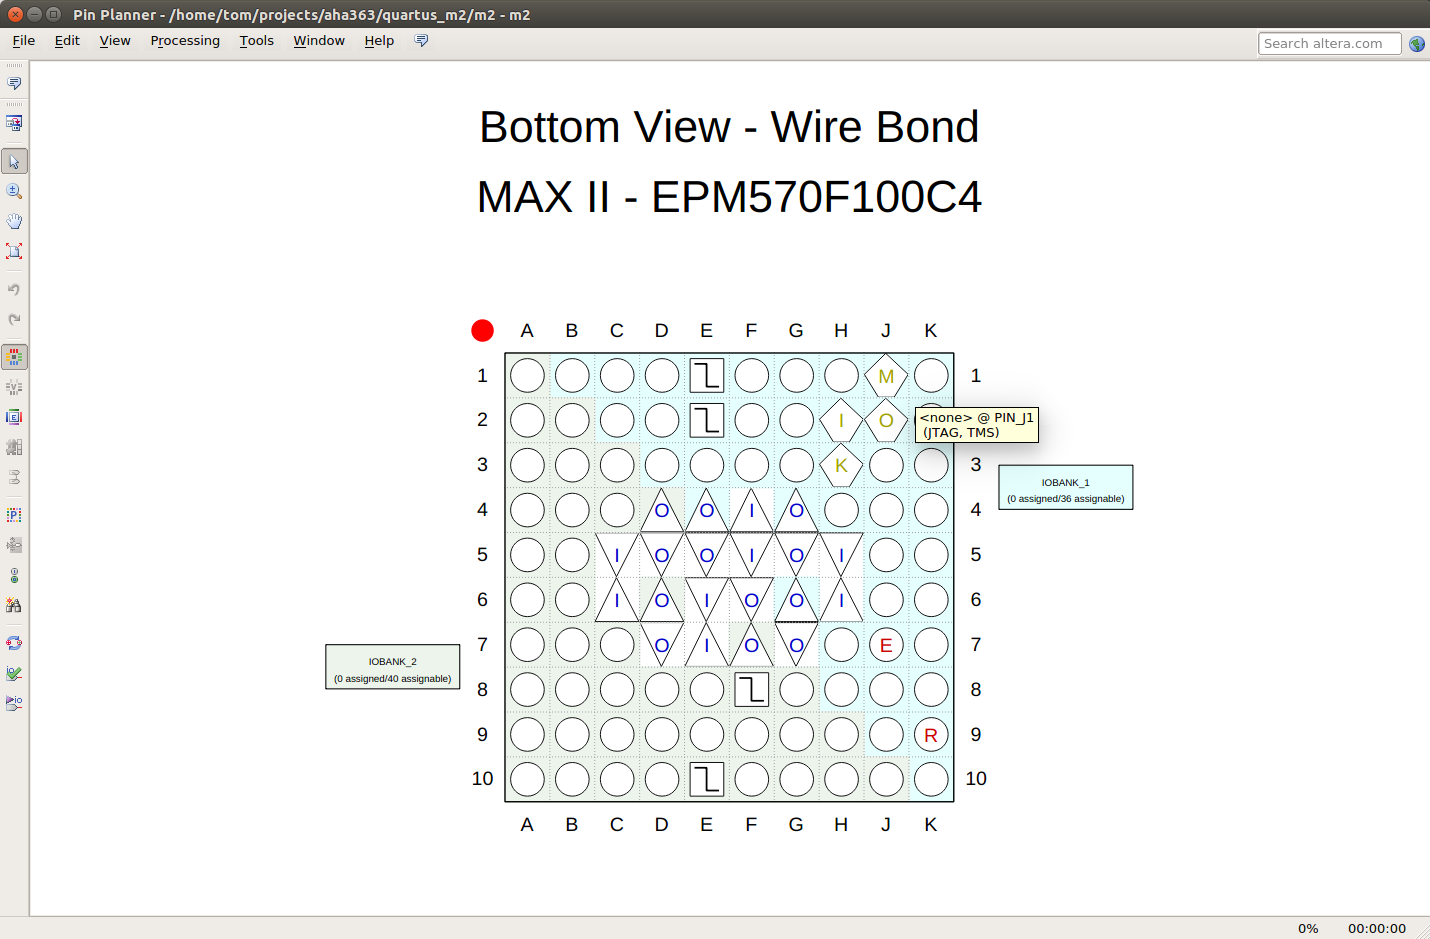 Pin Planner - /home/tom/projects/aha363/quartus_m2/m2 - m2
File Edit View Processing Tools Window Help
Search altera.com
Bottom View - Wire Bond
MAX II - EPM570F100C4
A B C D E F G H J K
1 M 1
2 I O
<none> @ PIN_J1
(JTAG, TMS)
3 K 3
IOBANK_1
(0 assigned/36 assignable)
4 O O I O 4
5 I O O I O I 5
6 I O I O O I 6
7 O I O O E 7
IOBANK_2
(0 assigned/40 assignable)
8 8
9 R 9
10 10
A B C D E F G H J K
0% 00:00:00